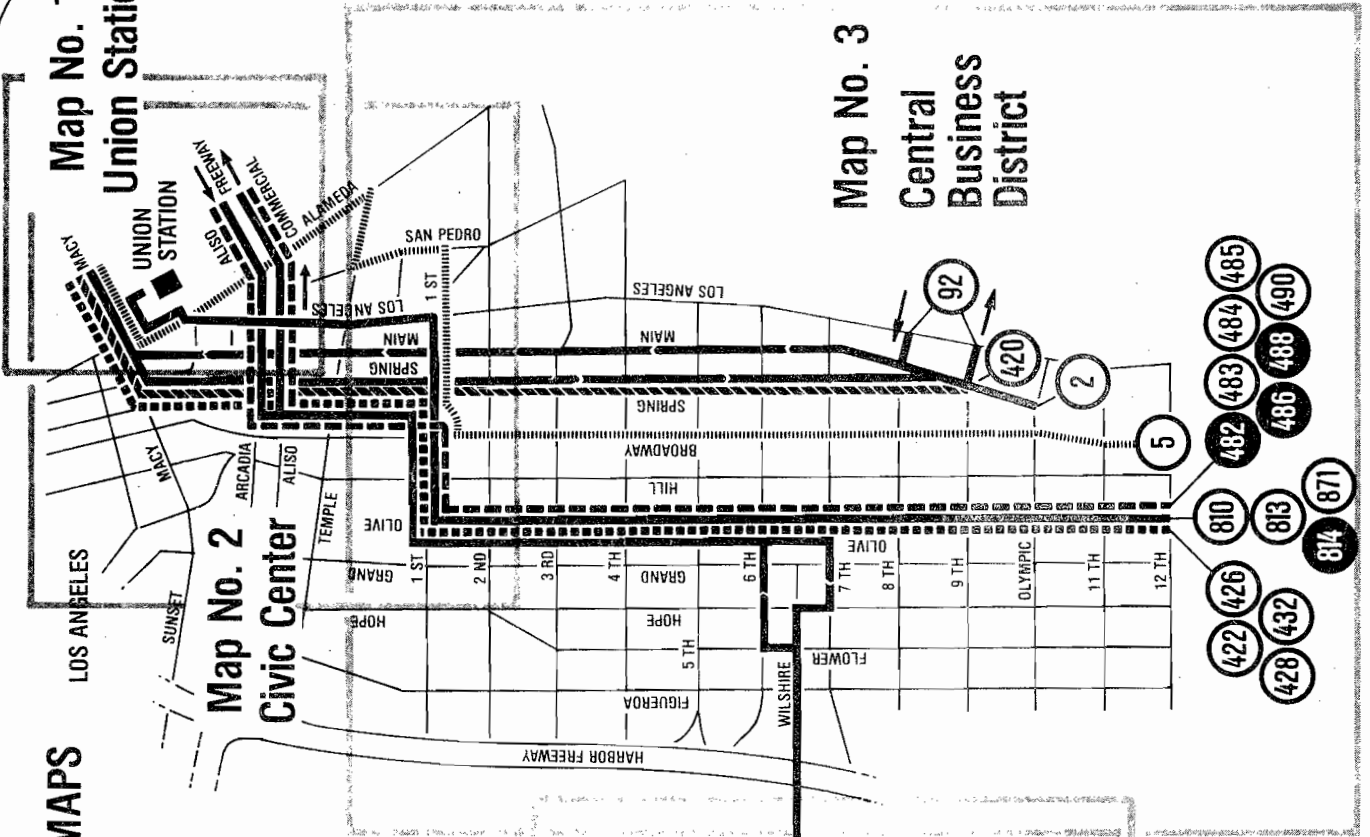 MAPS
LOS ANGELES
Map No. 2
Civic Center
Map No.
Union Statio
Map No. 3
Central
Business
District
SUNSET
MACY
MACY
UNION
STATION
ALISO
FREEWAY
COMMERCIAL
ALAMEDA
ARCADIA
ALISO
TEMPLE
SAN PEDRO
1 ST
LOS ANGELES
MAIN
SPRING
OLIVE
GRAND
HOPE
1 ST
2 ND
3 RD
4 TH
5 TH
6 TH
7 TH
8 TH
9 TH
OLYMPIC
11 TH
12 TH
LOS ANGELES
MAIN
SPRING
BROADWAY
HILL
OLIVE
GRAND
HOPE
FLOWER
FIGUEROA
WILSHIRE
HARBOR FREEWAY
92
420
2
5
482
483
484
485
486
488
490
810
813
814
871
422
426
428
432